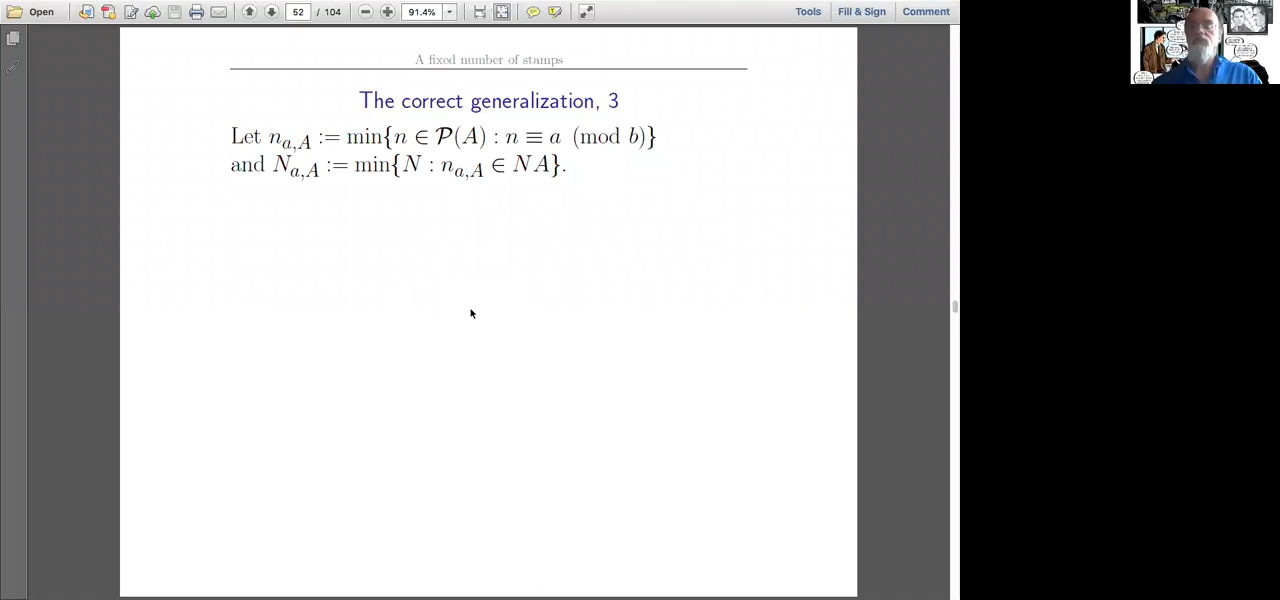 Open
52 / 104
91.4%
Tools
Fill & Sign
Comment
A fixed number of stamps
The correct generalization, 3
Let n_{a,A} := min{n ∈ 𝒫(A) : n ≡ a (mod b)}
and N_{a,A} := min{N : n_{a,A} ∈ NA}.